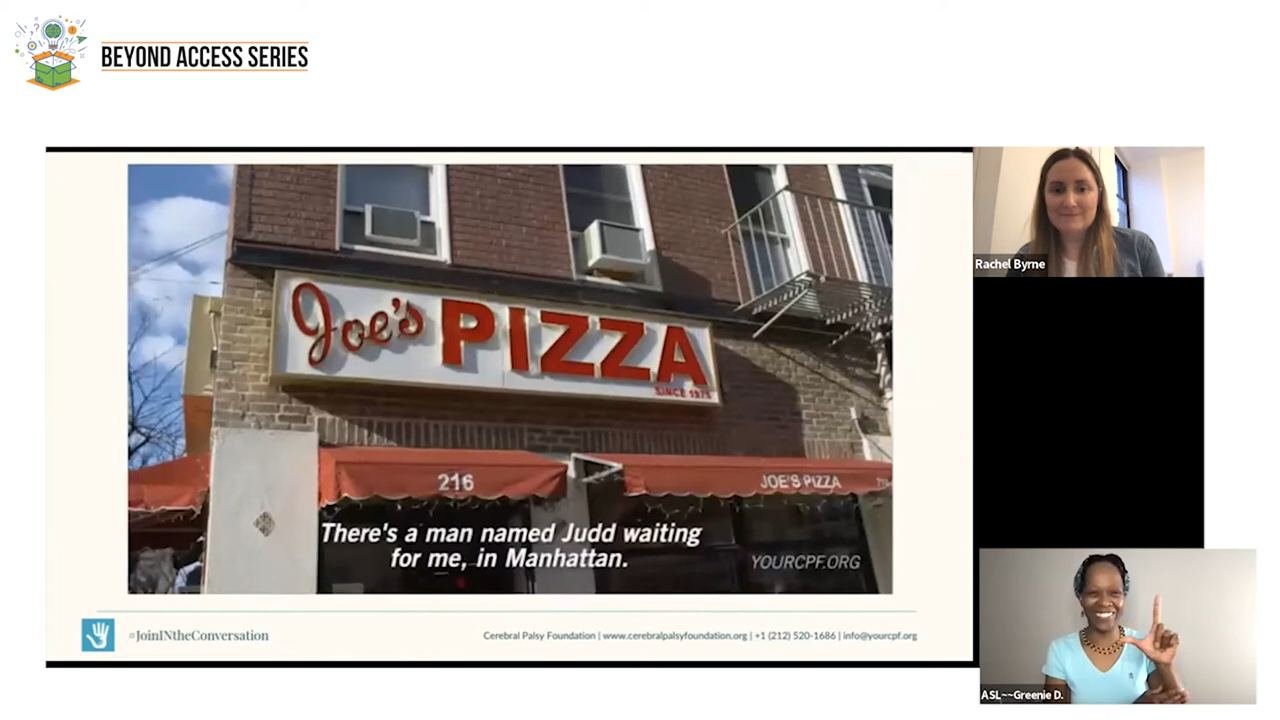 BEYOND ACCESS SERIES
Joe's PIZZA
SINCE 1975
216
JOE'S PIZZA
There's a man named Judd waiting
for me, in Manhattan.
YOURCPF.ORG
#JoinINtheConversation
Cerebral Palsy Foundation | www.cerebralpalsyfoundation.org | +1 (212) 520-1686 | info@yourcpf.org
Rachel Byrne
ASL~~Greenie D.